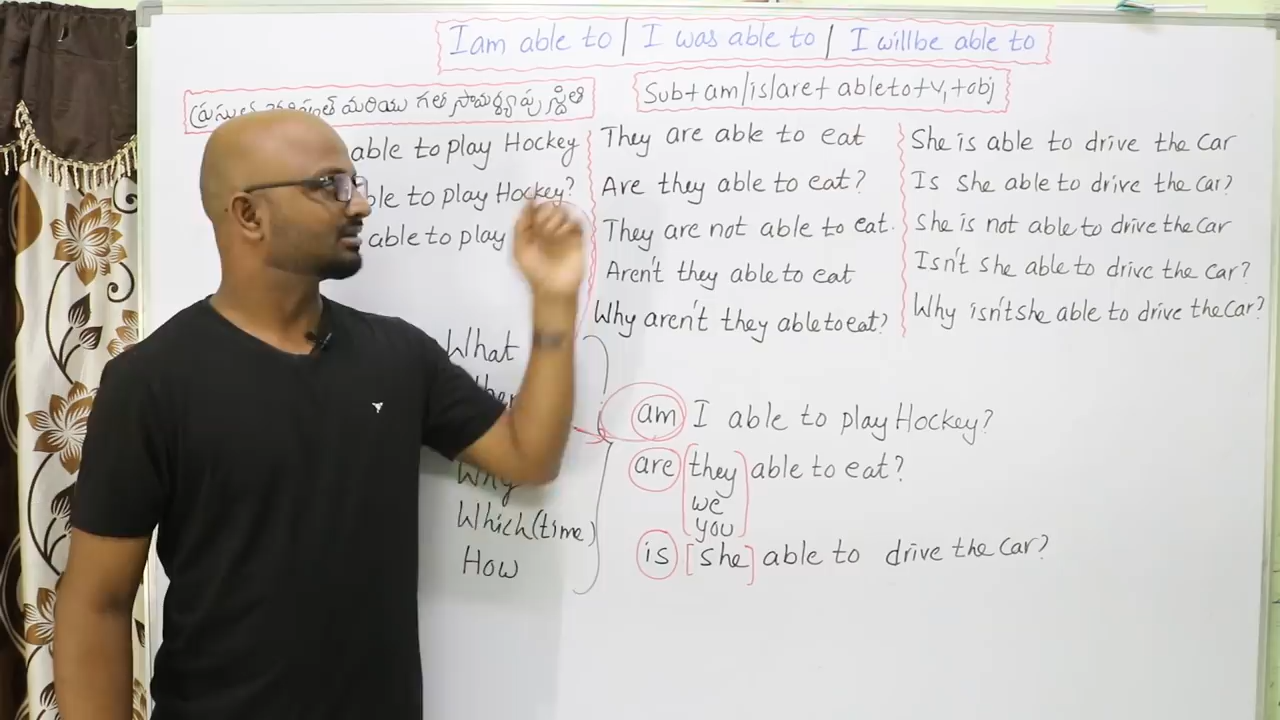 I am able to | I was able to | I will be able to
Sub + am/is/are + able to + V1 + obj
మరియు గత సామర్థ్యపు స్థితి
able to play Hockey
to play Hockey?
able to play
They are able to eat
Are they able to eat?
They are not able to eat.
Aren't they able to eat
Why aren't they able to eat?
She is able to drive the Car
Is She able to drive the Car?
She is not able to drive the Car
Isn't She able to drive the Car?
Why isn't she able to drive the Car?
What
Why
Which (time)
How
am I able to play Hockey?
are they able to eat?
we
you
is [she] able to drive the Car?